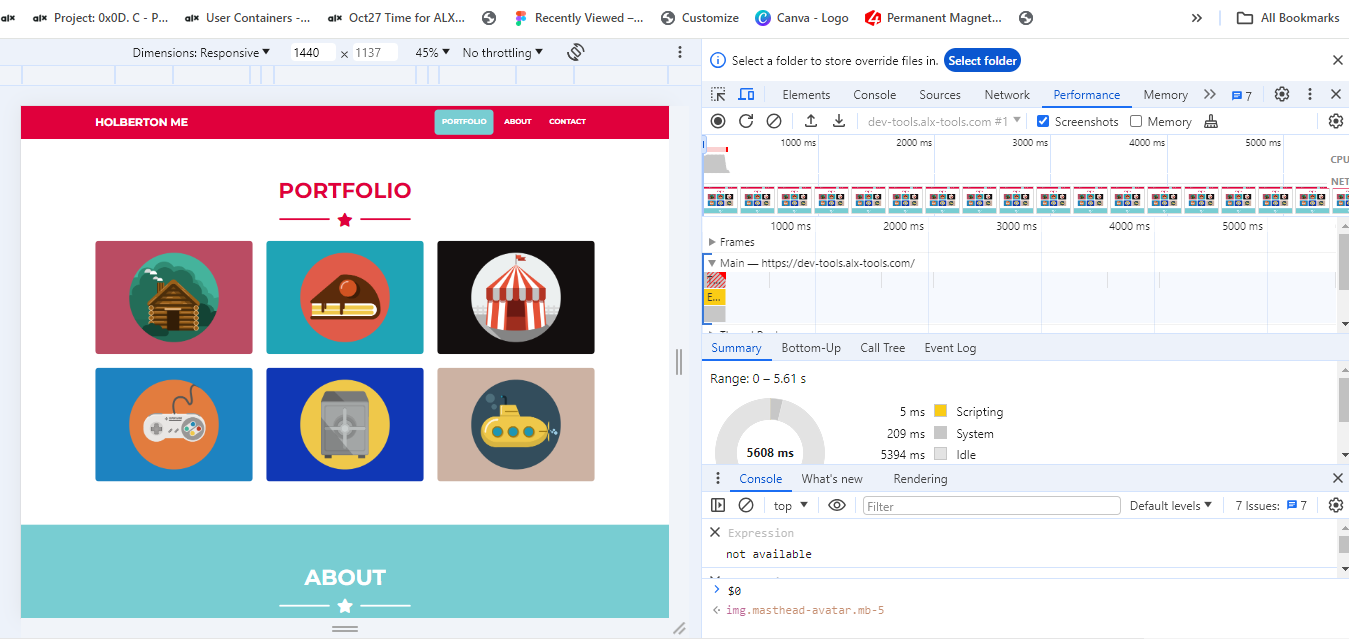 alx alx Project: 0x0D. C - P... alx User Containers -... alx Oct27 Time for ALX... Recently Viewed –... Customize Canva - Logo Permanent Magnet... » All Bookmarks
Dimensions: Responsive ▼ 1440 × 1137 45% ▼ No throttling ▼
HOLBERTON ME PORTFOLIO ABOUT CONTACT
PORTFOLIO
ABOUT
Select a folder to store override files in. Select folder
Elements Console Sources Network Performance Memory » 7
dev-tools.alx-tools.com #1 ▼ Screenshots Memory
1000 ms 2000 ms 3000 ms 4000 ms 5000 ms
CPU
NET
1000 ms 2000 ms 3000 ms 4000 ms 5000 ms
Frames
Main — https://dev-tools.alx-tools.com/
T...
E...
Summary Bottom-Up Call Tree Event Log
Range: 0 – 5.61 s
5 ms Scripting
209 ms System
5394 ms Idle
5608 ms
Console What's new Rendering
top ▼ Filter Default levels ▼ 7 Issues: 7
Expression
not available
$0
img.masthead-avatar.mb-5